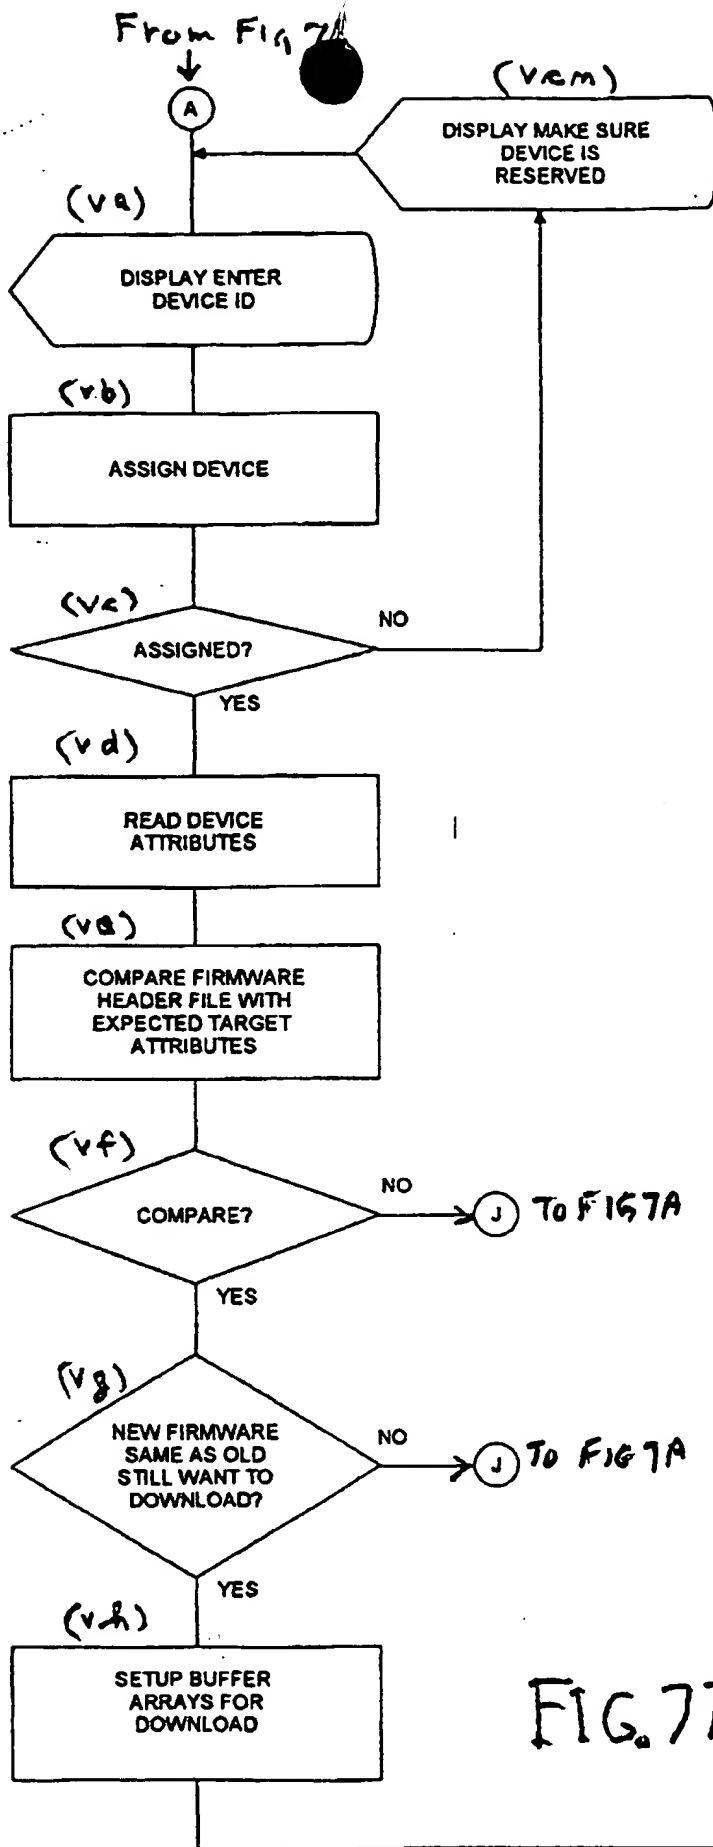 From FIG 7A
A
(vcm)
DISPLAY MAKE SURE
DEVICE IS
RESERVED
(va)
DISPLAY ENTER
DEVICE ID
(vb)
ASSIGN DEVICE
(vc)
ASSIGNED?
NO
YES
(vd)
READ DEVICE
ATTRIBUTES
(ve)
COMPARE FIRMWARE
HEADER FILE WITH
EXPECTED TARGET
ATTRIBUTES
(vf)
COMPARE?
NO
J
TO FIG 7A
YES
(vg)
NEW FIRMWARE
SAME AS OLD
STILL WANT TO
DOWNLOAD?
NO
J
TO FIG 7A
YES
(vh)
SETUP BUFFER
ARRAYS FOR
DOWNLOAD
FIG.